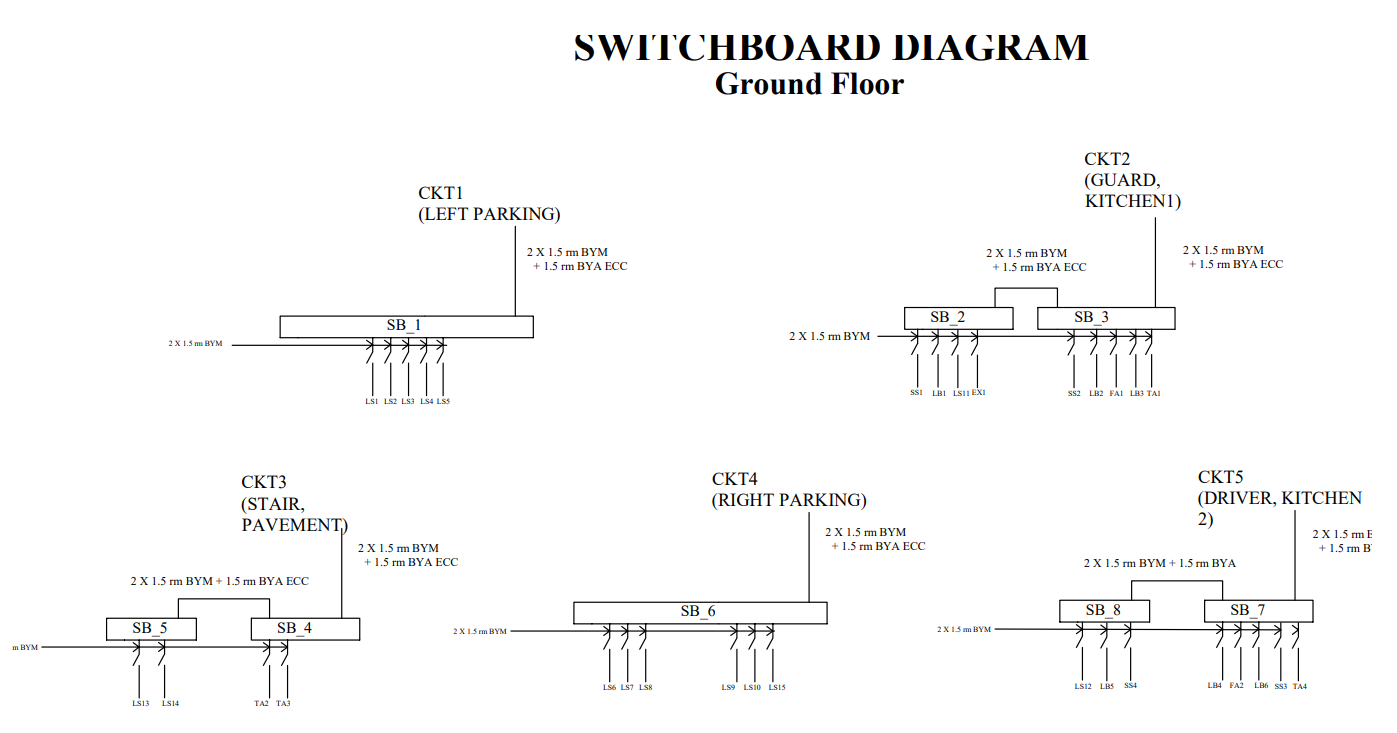 SWITCHBOARD DIAGRAM
Ground Floor
CKT1
(LEFT PARKING)
2 X 1.5 rm BYM
+ 1.5 rm BYA ECC
SB_1
2 X 1.5 rm BYM
LS1 LS2 LS3 LS4 LS5
CKT2
(GUARD,
KITCHEN1)
2 X 1.5 rm BYM
+ 1.5 rm BYA ECC
2 X 1.5 rm BYM
+ 1.5 rm BYA ECC
SB_2 SB_3
2 X 1.5 rm BYM
SS1 LB1 LS11 EX1 SS2 LB2 FA1 LB3 TA1
CKT3
(STAIR,
PAVEMENT)
2 X 1.5 rm BYM
+ 1.5 rm BYA ECC
2 X 1.5 rm BYM + 1.5 rm BYA ECC
SB_5 SB_4
m BYM
LS13 LS14 TA2 TA3
CKT4
(RIGHT PARKING)
2 X 1.5 rm BYM
+ 1.5 rm BYA ECC
SB_6
2 X 1.5 rm BYM
LS6 LS7 LS8 LS9 LS10 LS15
CKT5
(DRIVER, KITCHEN
2)
2 X 1.5 rm
+ 1.5 rm B
2 X 1.5 rm BYM + 1.5 rm BYA
SB_8 SB_7
2 X 1.5 rm BYM
LS12 LB5 SS4 LB4 FA2 LB6 SS3 TA4